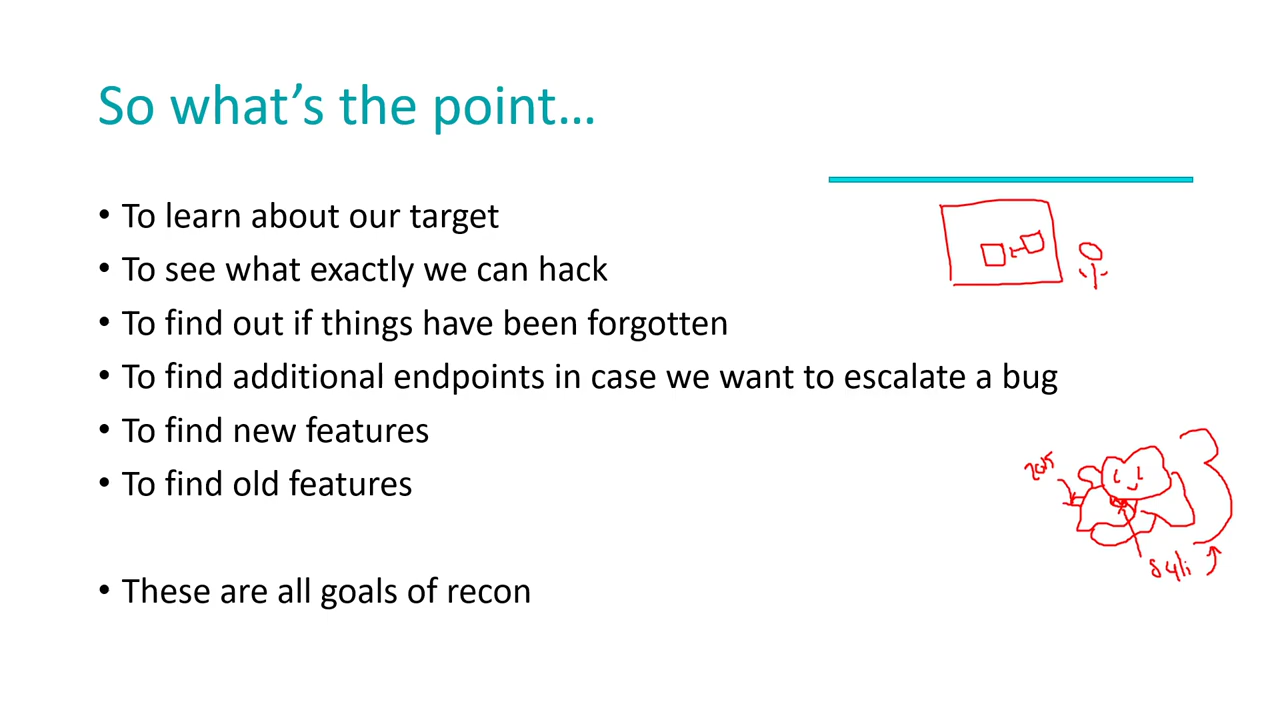 So what’s the point…
• To learn about our target
• To see what exactly we can hack
• To find out if things have been forgotten
• To find additional endpoints in case we want to escalate a bug
• To find new features
• To find old features
• These are all goals of recon